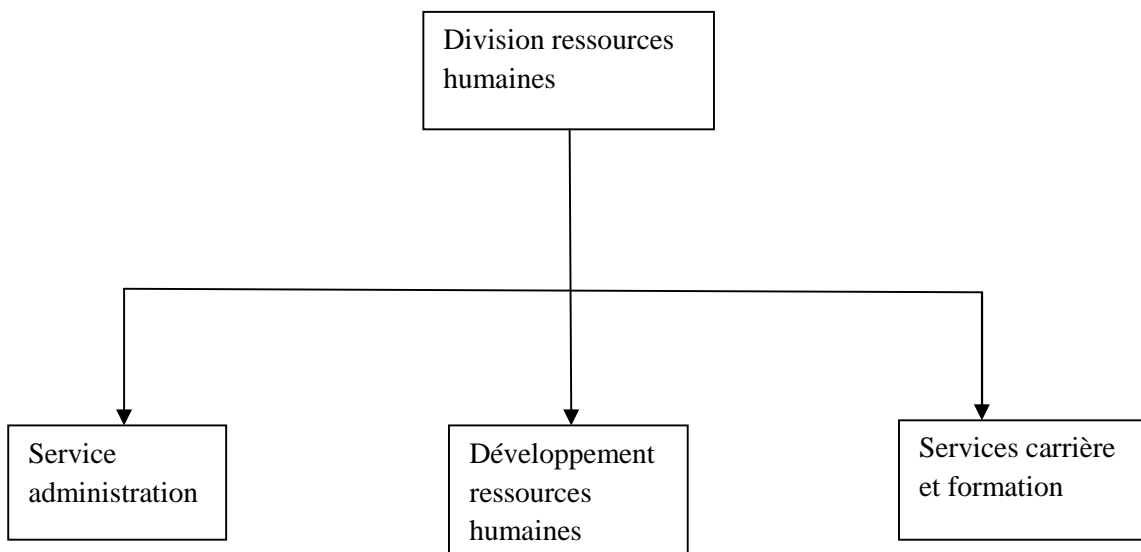 Division ressources
humaines
Service
administration
Développement
ressources
humaines
Services carrière
et formation